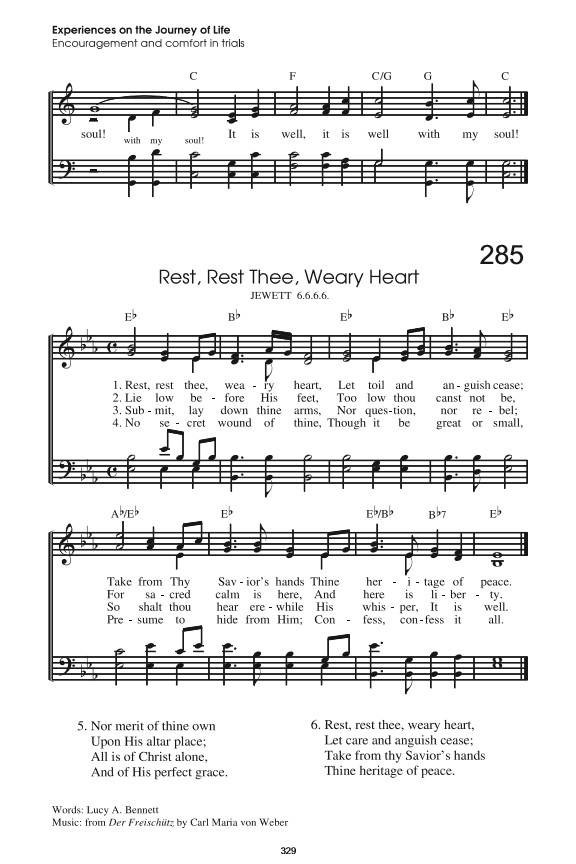 Experiences on the Journey of Life
Encouragement and comfort in trials
C F C/G G C
soul! It is well, it is well with my soul!
with my soul!
285
Rest, Rest Thee, Weary Heart
JEWETT 6.6.6.6.
E♭ B♭ E♭ B♭ E♭
1. Rest, rest thee, wea - ry heart, Let toil and an - guish cease;
2. Lie low be - fore His feet, Too low thou canst not be,
3. Sub - mit, lay down thine arms, Nor ques - tion, nor re - bel;
4. No se - cret wound of thine, Though it be great or small,
A♭/E♭ E♭ E♭/B♭ B♭7 E♭
Take from Thy Sav - ior's hands Thine her - i - tage of peace.
For sa - cred calm is here, And here is li - ber - ty.
So shalt thou hear ere - while His whis - per, It is well.
Pre - sume to hide from Him; Con - fess, con - fess it all.
5. Nor merit of thine own
Upon His altar place;
All is of Christ alone,
And of His perfect grace.
6. Rest, rest thee, weary heart,
Let care and anguish cease;
Take from thy Savior's hands
Thine heritage of peace.
Words: Lucy A. Bennett
Music: from Der Freischütz by Carl Maria von Weber
329